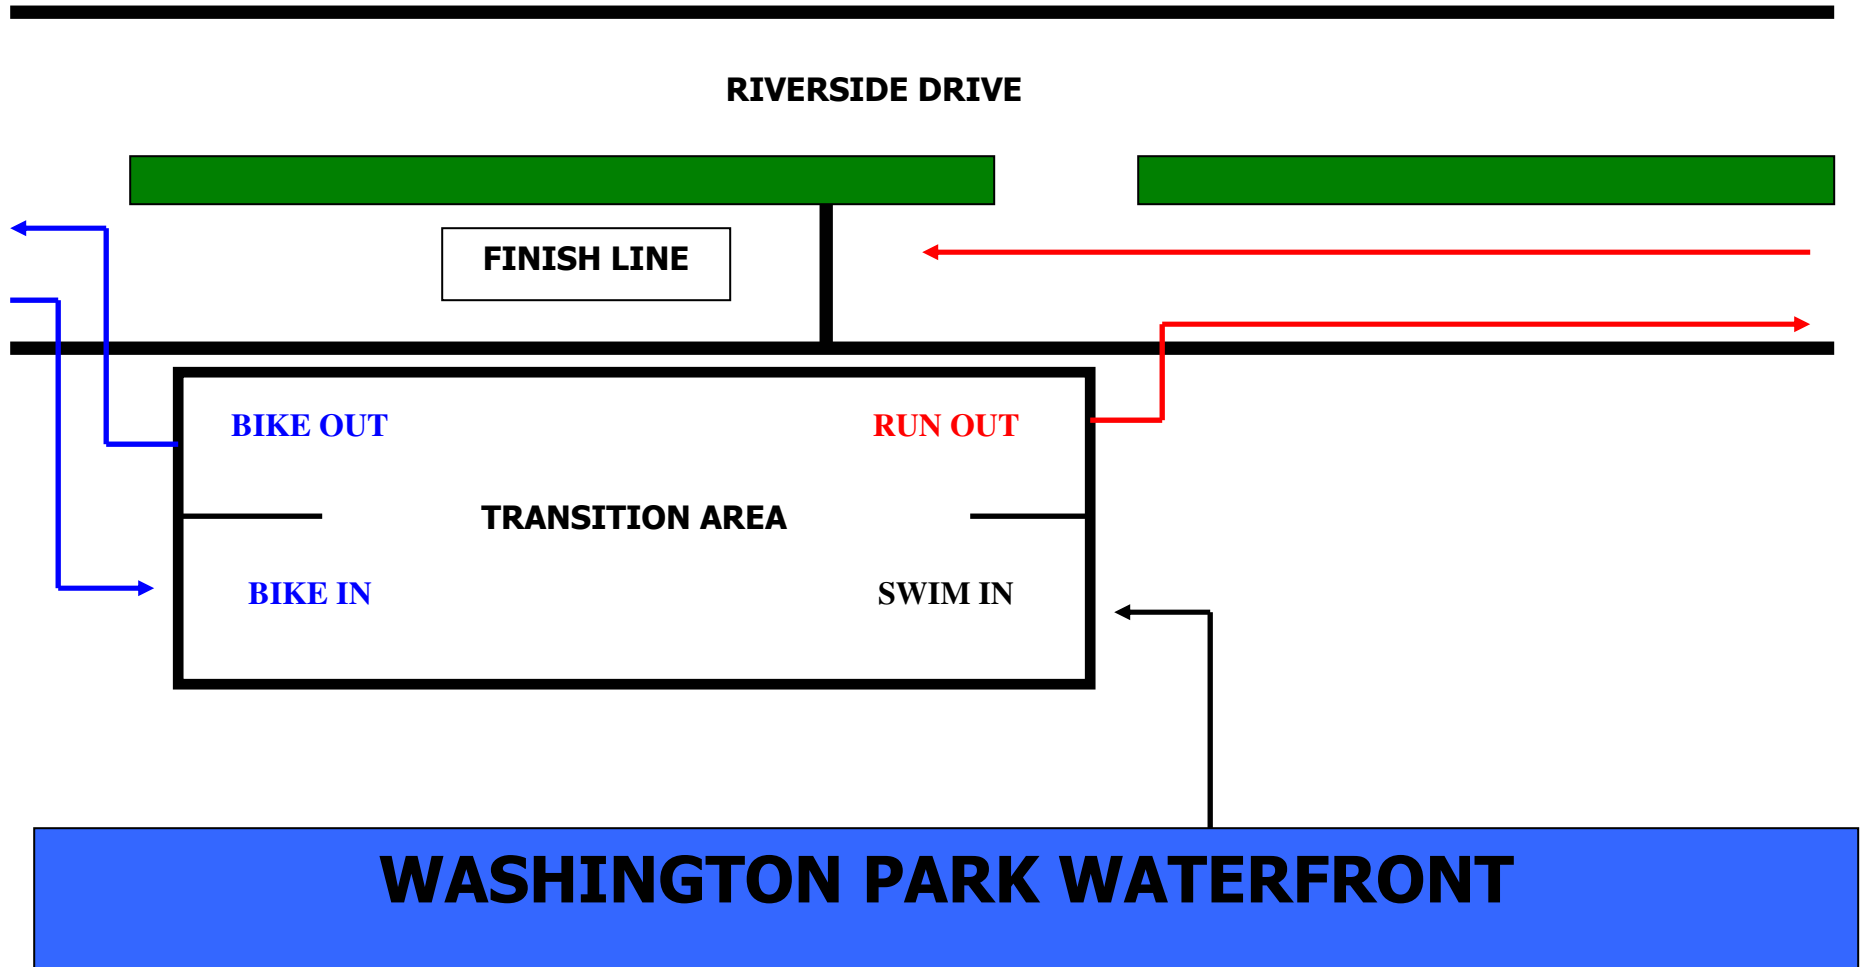 RIVERSIDE DRIVE
FINISH LINE
BIKE OUT
RUN OUT
TRANSITION AREA
BIKE IN
SWIM IN
WASHINGTON PARK WATERFRONT